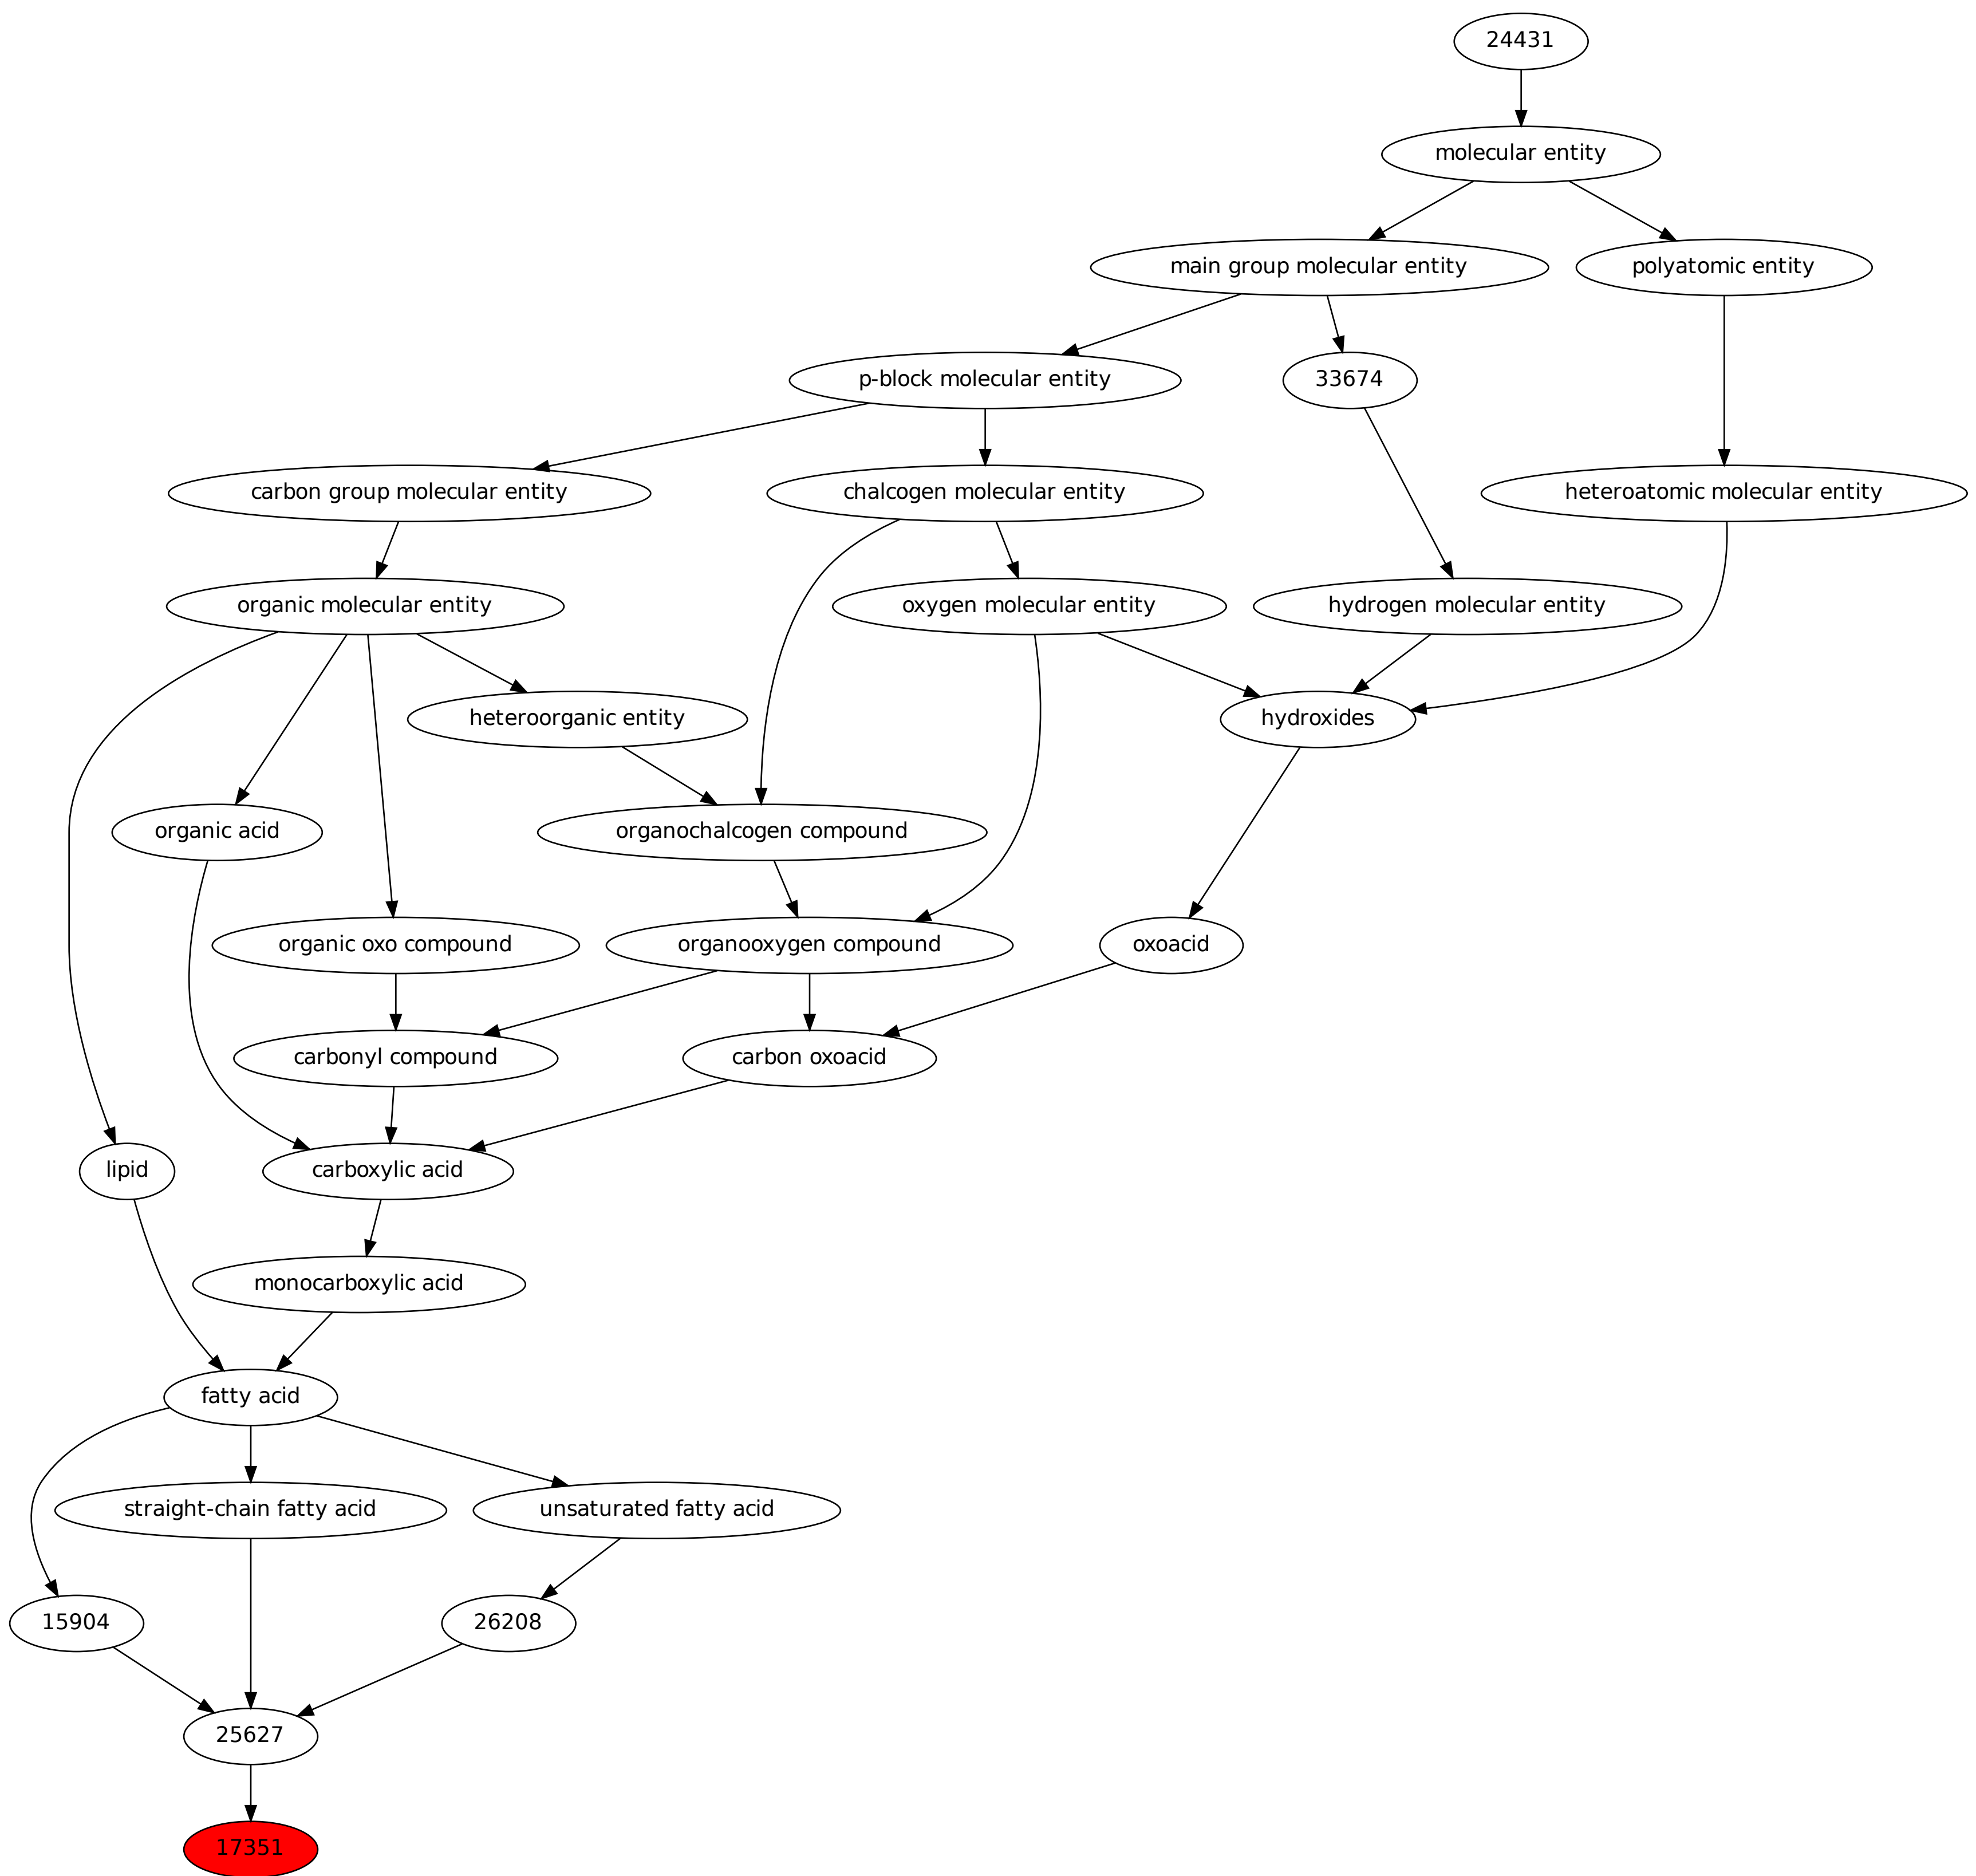 24431
molecular entity
main group molecular entity
polyatomic entity
p-block molecular entity
33674
carbon group molecular entity
chalcogen molecular entity
heteroatomic molecular entity
organic molecular entity
oxygen molecular entity
hydrogen molecular entity
heteroorganic entity
hydroxides
organic acid
organochalcogen compound
organic oxo compound
organooxygen compound
oxoacid
carbonyl compound
carbon oxoacid
lipid
carboxylic acid
monocarboxylic acid
fatty acid
straight-chain fatty acid
unsaturated fatty acid
15904
26208
25627
17351